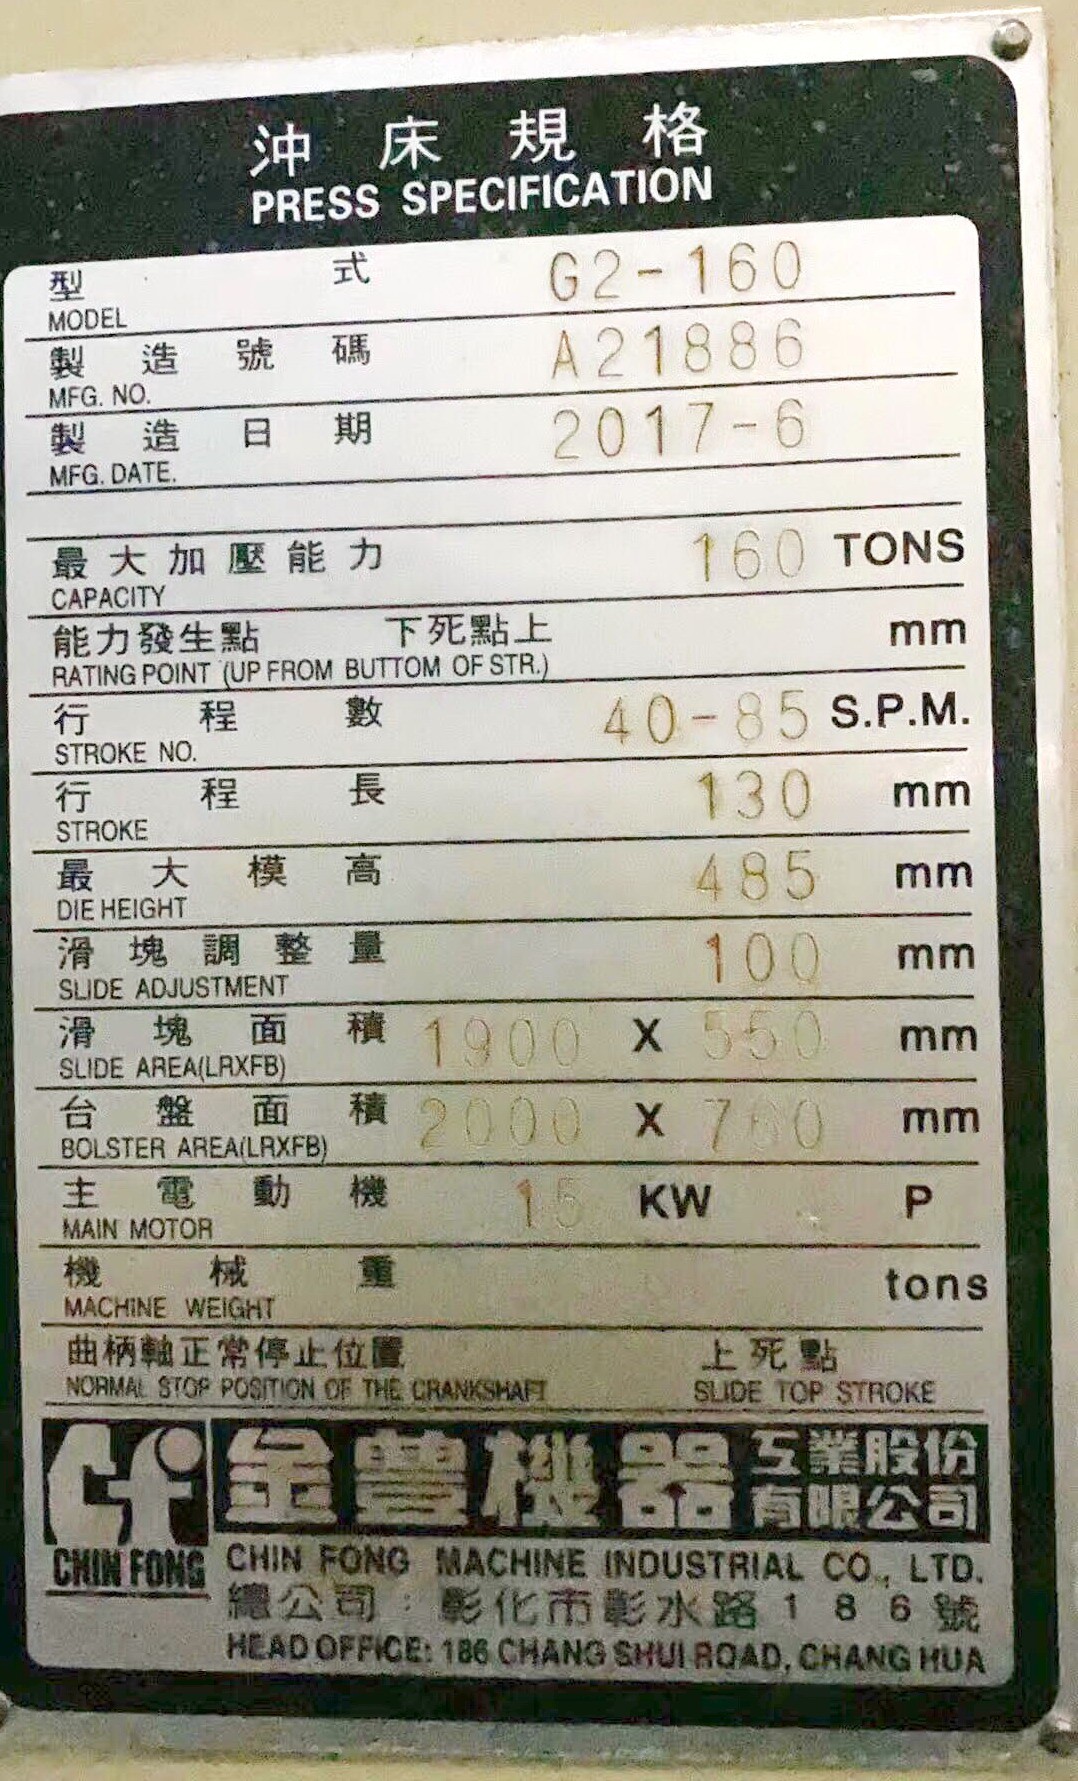 沖床規格
PRESS SPECIFICATION
型式 G2-160
MODEL
製造號碼 A21886
MFG. NO.
製造日期 2017-6
MFG. DATE.
最大加壓能力 160 TONS
CAPACITY
能力發生點 下死點上 mm
RATING POINT (UP FROM BUTTOM OF STR.)
行程數 40-85 S.P.M.
STROKE NO.
行程長 130 mm
STROKE
最大模高 485 mm
DIE HEIGHT
滑塊調整量 100 mm
SLIDE ADJUSTMENT
滑塊面積 1900 X 550 mm
SLIDE AREA(LRXFB)
台盤面積 2000 X 760 mm
BOLSTER AREA(LRXFB)
主電動機 15 KW P
MAIN MOTOR
機械重 tons
MACHINE WEIGHT
曲柄軸正常停止位置 上死點
NORMAL STOP POSITION OF THE CRANKSHAFT SLIDE TOP STROKE
金豐機器工業股份有限公司
CHIN FONG
CHIN FONG MACHINE INDUSTRIAL CO., LTD.
總公司：彰化市彰水路186號
HEAD OFFICE: 186 CHANG SHUI ROAD, CHANG HUA